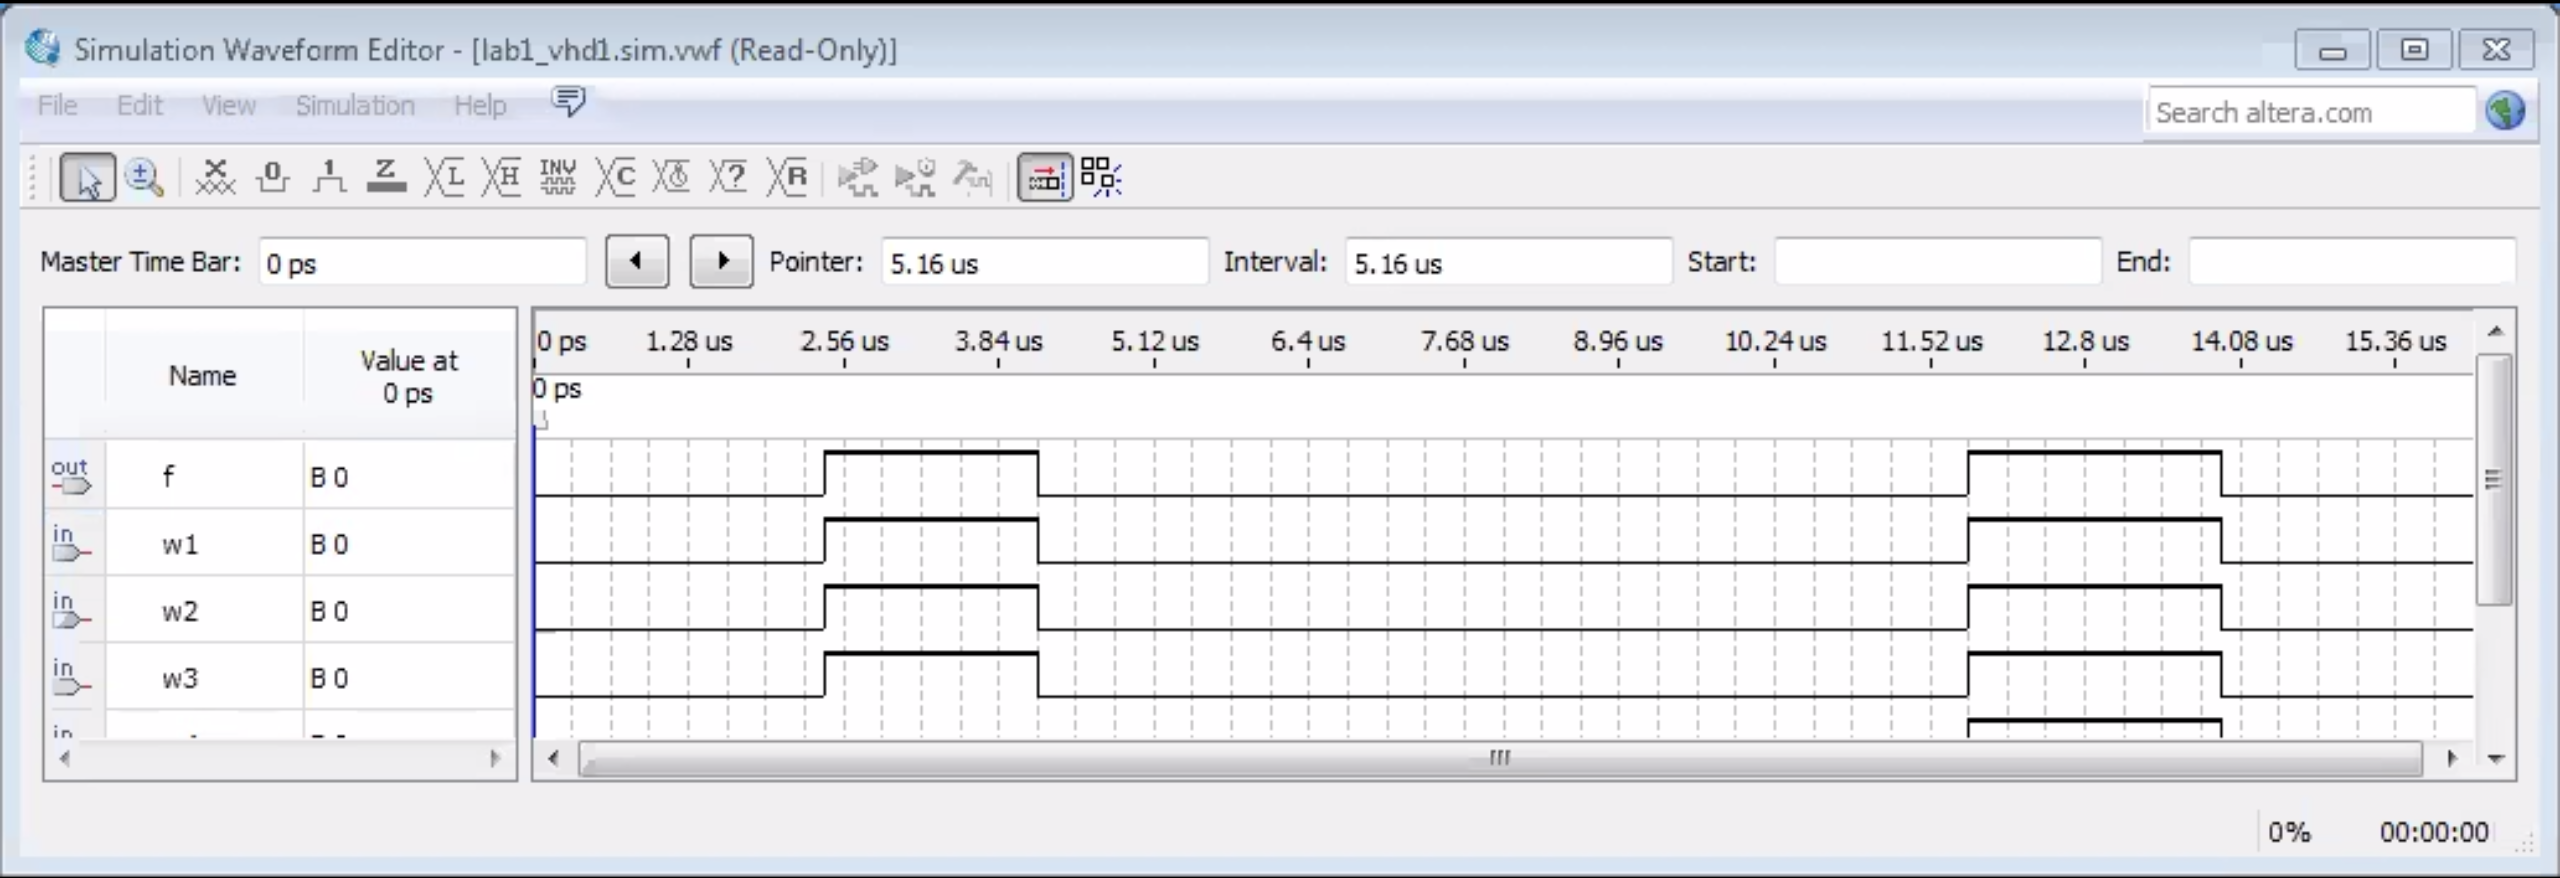 Simulation Waveform Editor - [lab1_vhd1.sim.vwf (Read-Only)]
File Edit View Simulation Help
Search altera.com
X 0 1 Z L H INV C ? R
Master Time Bar: 0 ps Pointer: 5.16 us Interval: 5.16 us Start: End:
Name
Value at
0 ps
0 ps 1.28 us 2.56 us 3.84 us 5.12 us 6.4 us 7.68 us 8.96 us 10.24 us 11.52 us 12.8 us 14.08 us 15.36 us
0 ps
out f B 0
in w1 B 0
in w2 B 0
in w3 B 0
in
0% 00:00:00